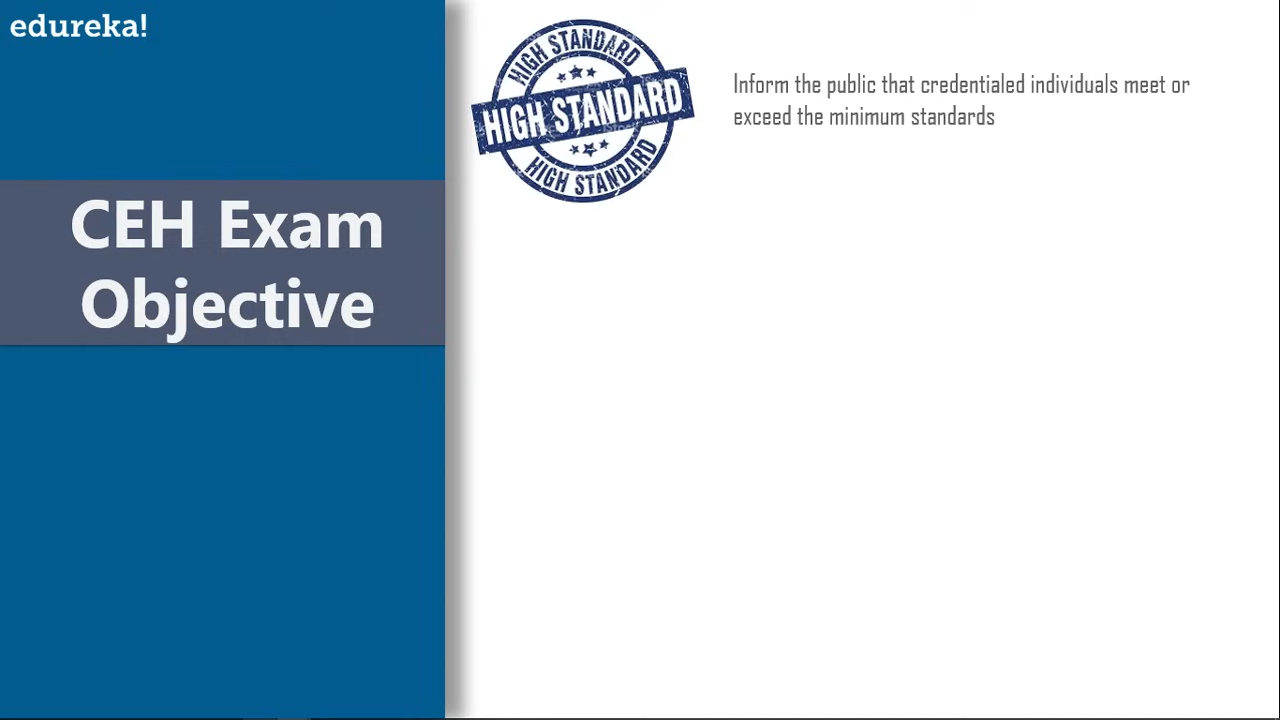 edureka!
HIGH STANDARD
HIGH STANDARD
HIGH STANDARD
Inform the public that credentialed individuals meet or
exceed the minimum standards
CEH Exam
Objective